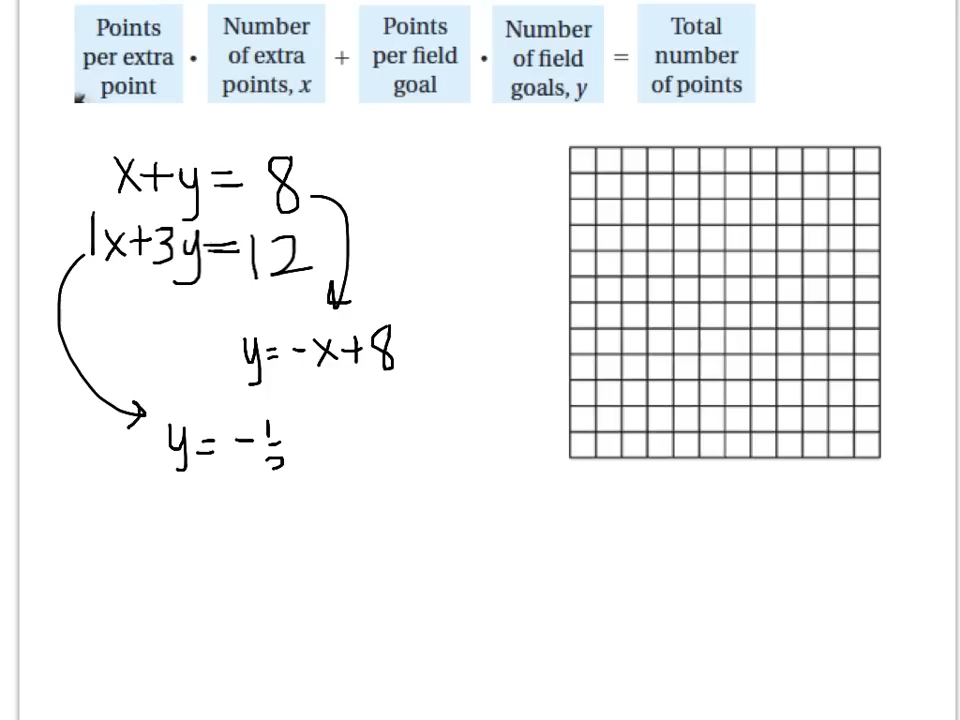 Points per extra point • Number of extra points, x + Points per field goal • Number of field goals, y = Total number of points
x+y= 8
1x+3y=12
y= -x+8
y= -1/